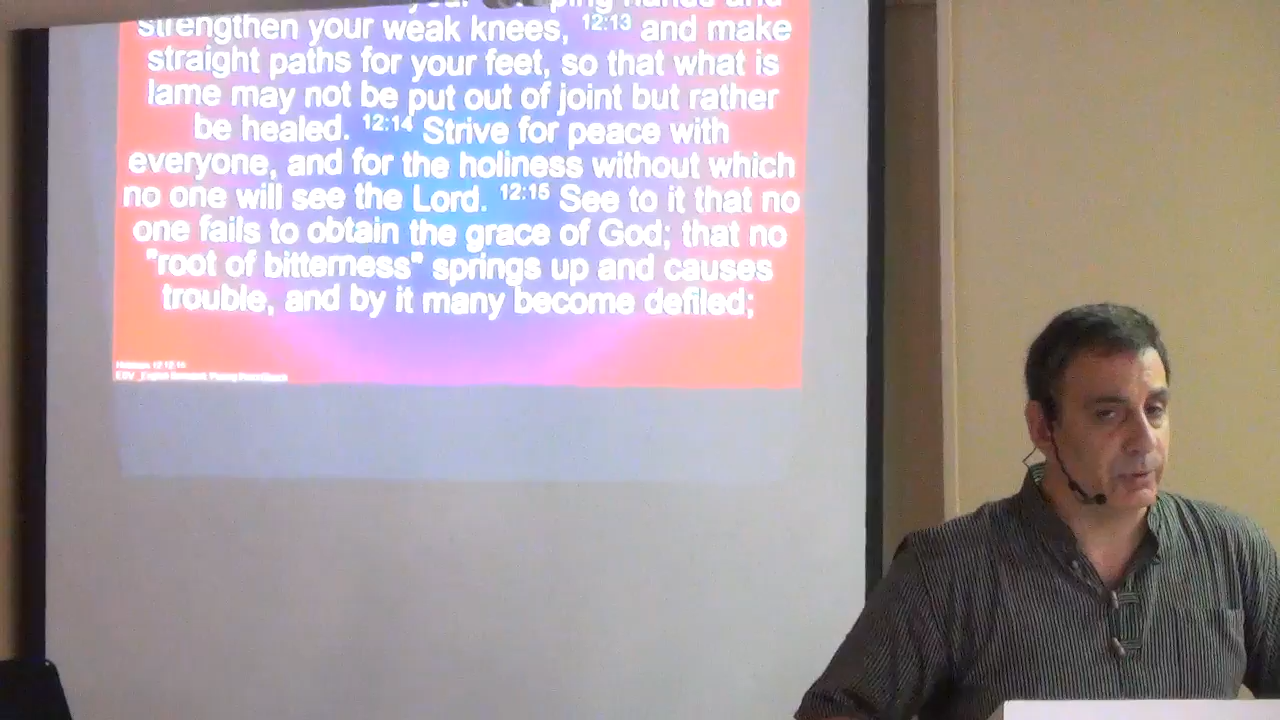 your
strengthen your weak knees, 12:13 and make
straight paths for your feet, so that what is
lame may not be put out of joint but rather
be healed. 12:14 Strive for peace with
everyone, and for the holiness without which
no one will see the Lord. 12:15 See to it that no
one fails to obtain the grace of God; that no
"root of bitterness" springs up and causes
trouble, and by it many become defiled;